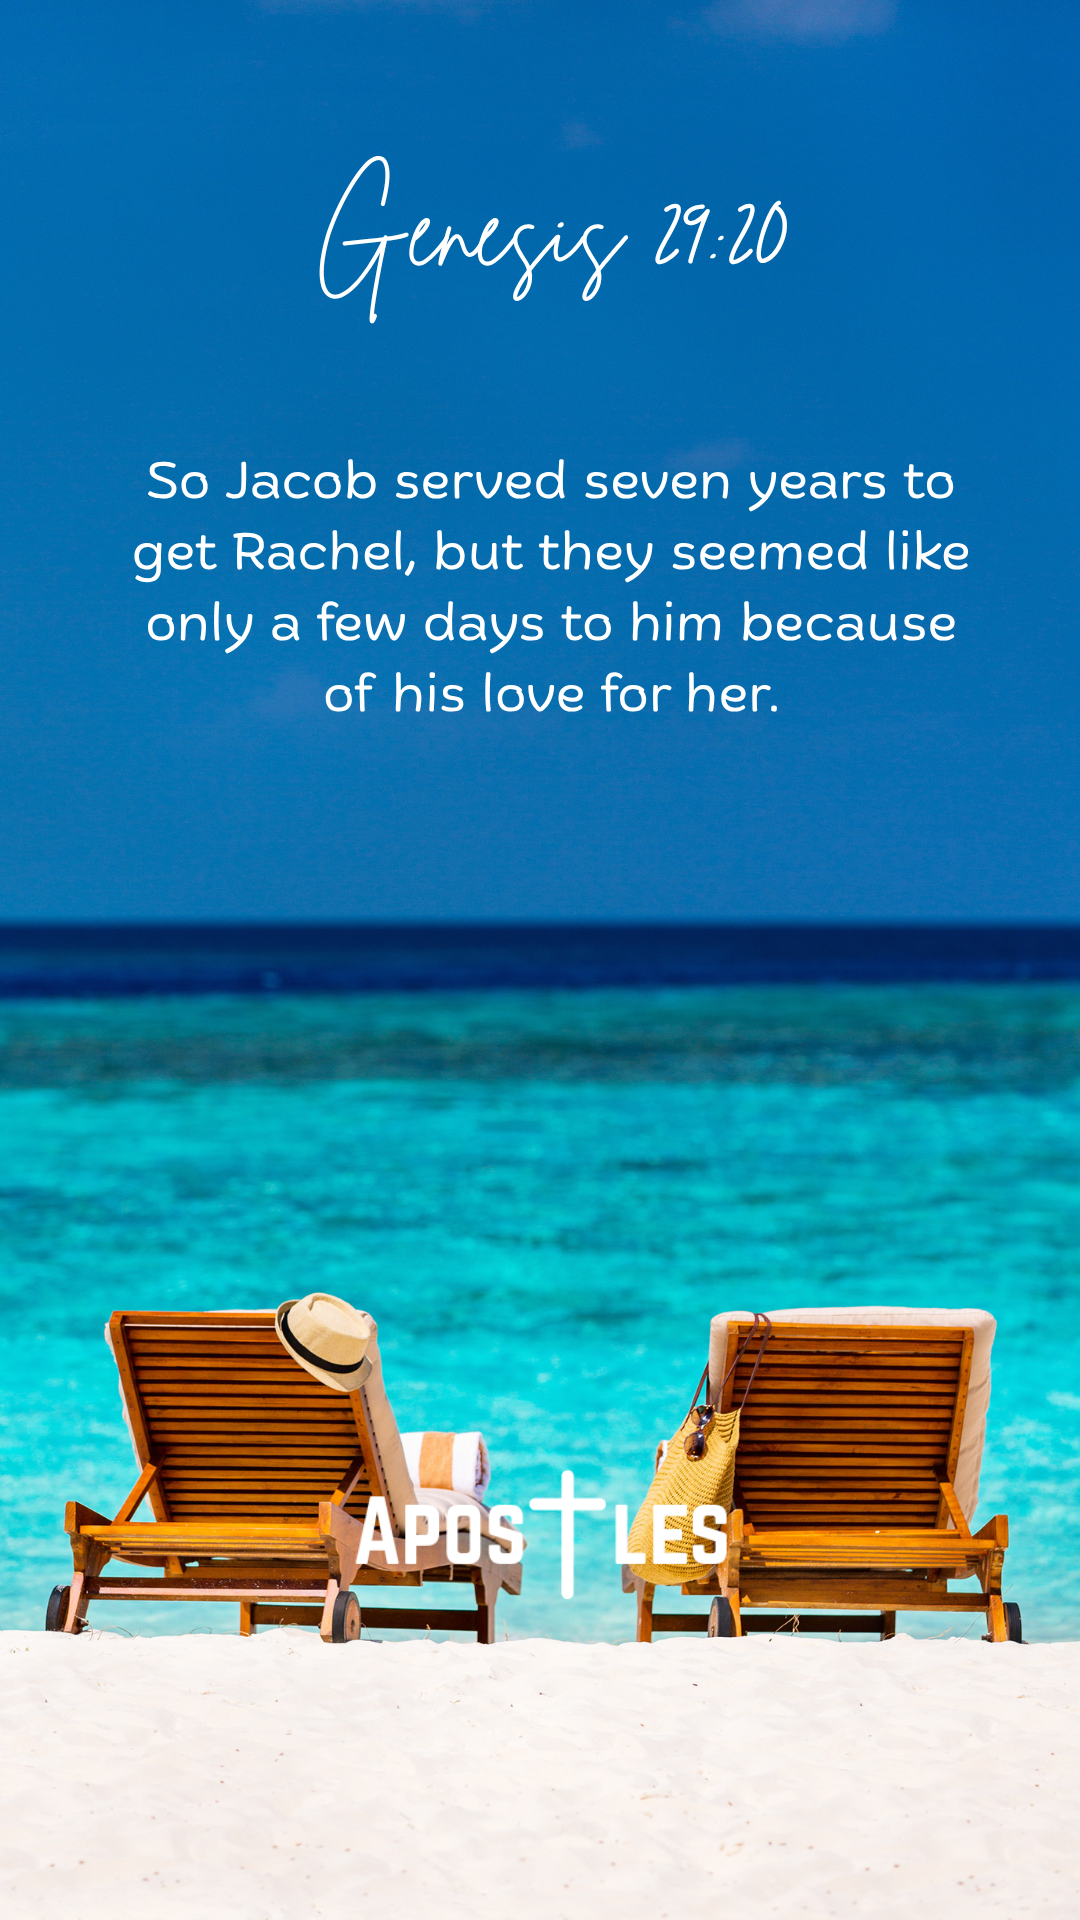 Genesis 29:20
So Jacob served seven years to
get Rachel, but they seemed like
only a few days to him because
of his love for her.
APOSTLES